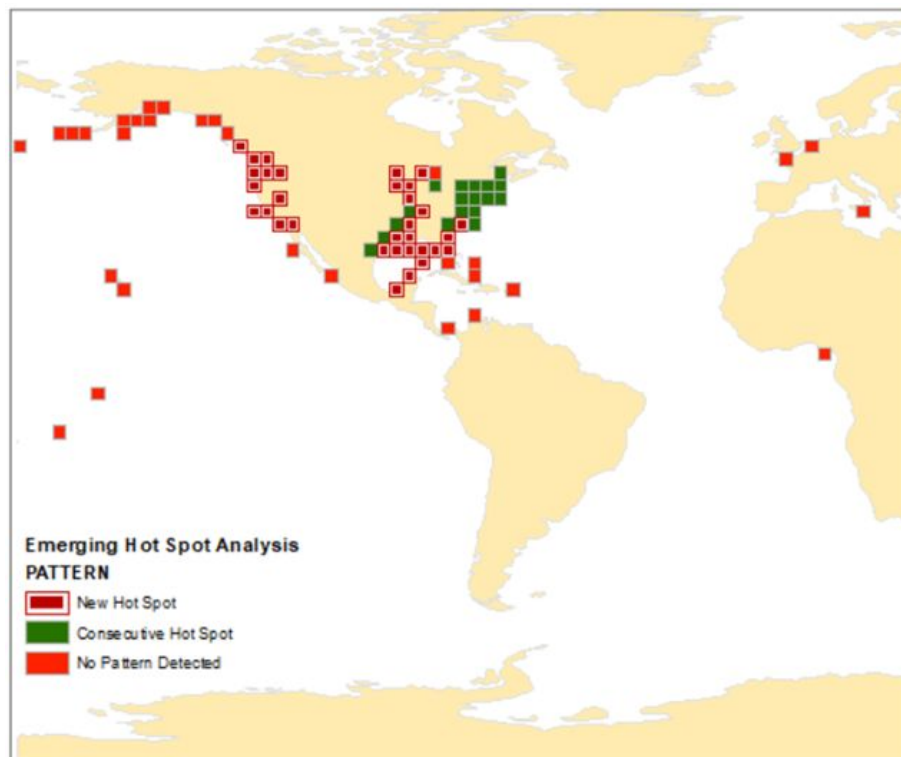 Emerging Hot Spot Analysis
PATTERN
New Hot Spot
Consecutive Hot Spot
No Pattern Detected